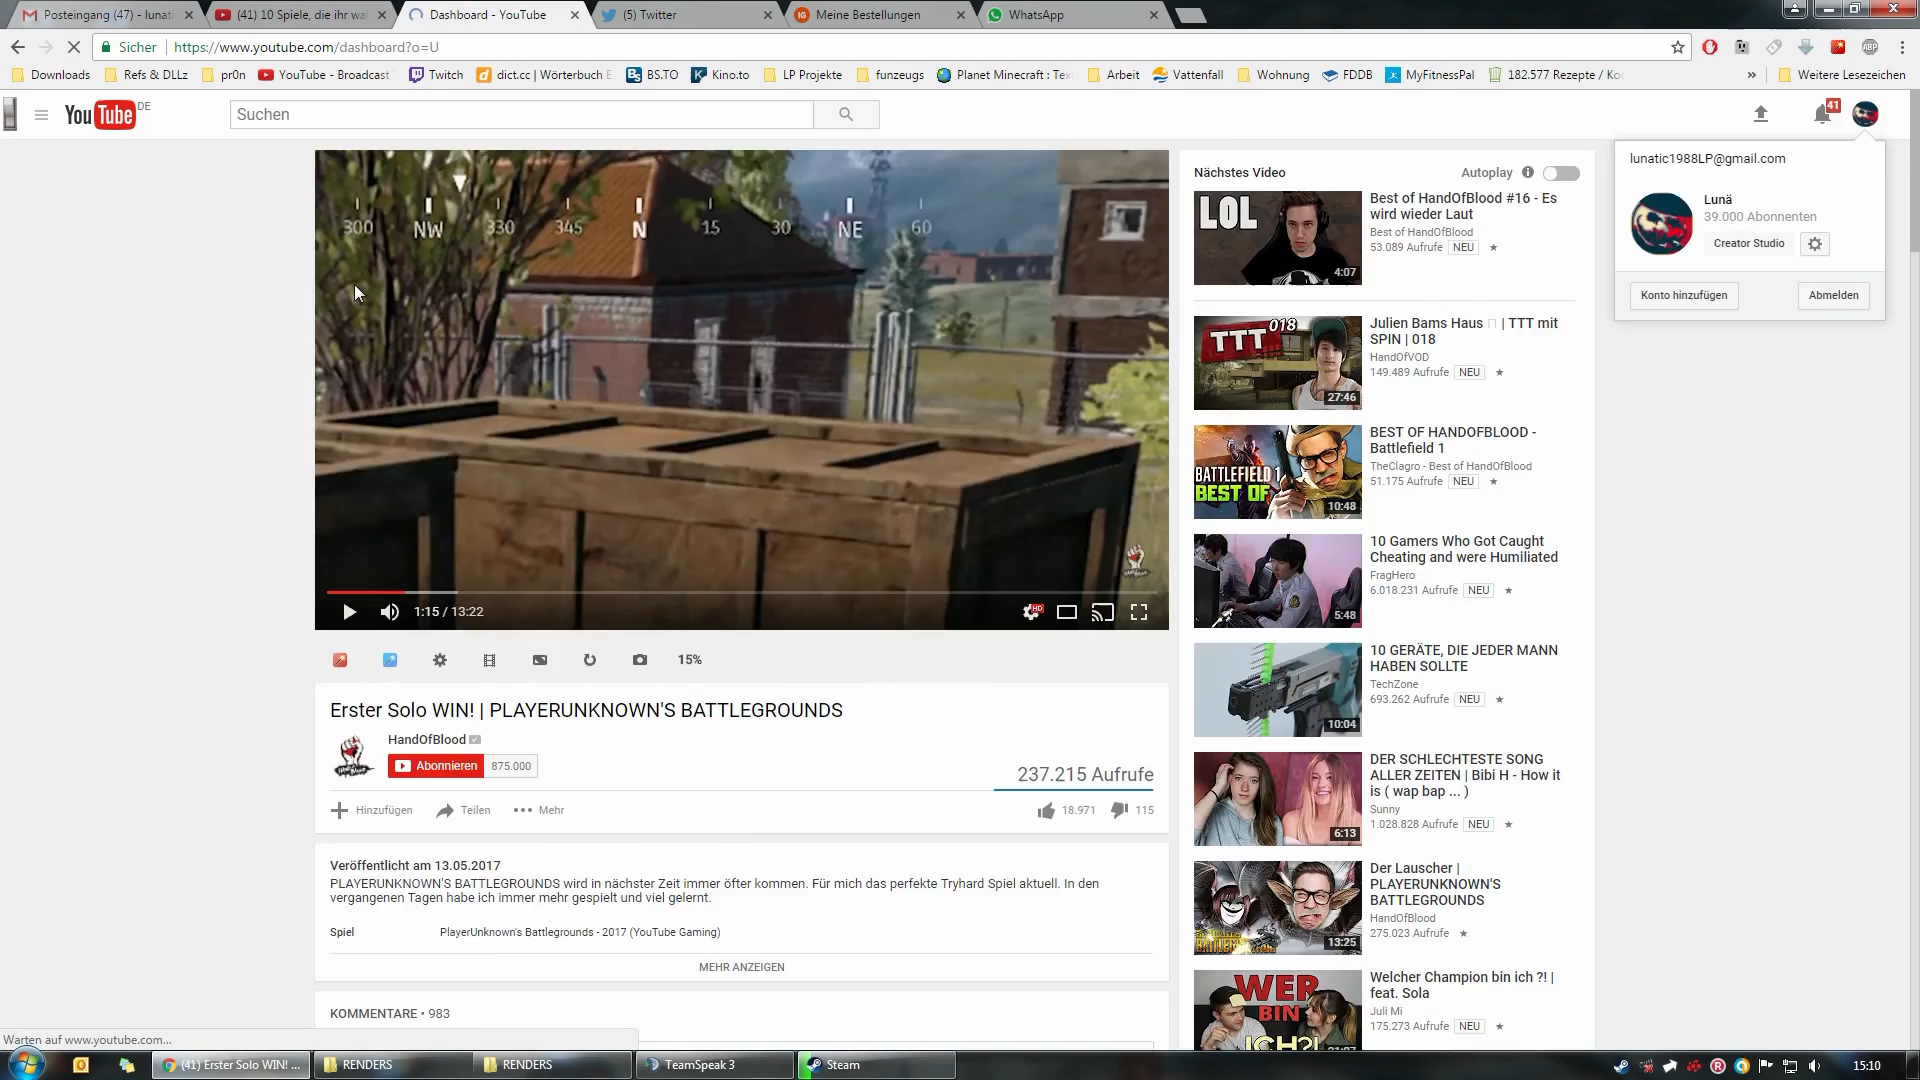 Posteingang (47) - lunati
(41) 10 Spiele, die ihr wa
Dashboard - YouTube
(5) Twitter
Meine Bestellungen
WhatsApp
Sicher
https://www.youtube.com/dashboard?o=U
Downloads
Refs & DLLz
pr0n
YouTube - Broadcast
Twitch
dict.cc | Wörterbuch E
BS.TO
Kino.to
LP Projekte
funzeugs
Planet Minecraft : Tex
Arbeit
Vattenfall
Wohnung
FDDB
MyFitnessPal
182.577 Rezepte / Ko
Weitere Lesezeichen
YouTube DE
Suchen
41
lunatic1988LP@gmail.com
Lunä
39.000 Abonnenten
Creator Studio
Konto hinzufügen
Abmelden
300 NW 330 345 N 15 30 NE 60
1:15 / 13:22
HD
15%
Erster Solo WIN! | PLAYERUNKNOWN'S BATTLEGROUNDS
HandOfBlood
Abonnieren 875.000
237.215 Aufrufe
Hinzufügen
Teilen
Mehr
18.971
115
Veröffentlicht am 13.05.2017
PLAYERUNKNOWN'S BATTLEGROUNDS wird in nächster Zeit immer öfter kommen. Für mich das perfekte Tryhard Spiel aktuell. In den
vergangenen Tagen habe ich immer mehr gespielt und viel gelernt.
Spiel
PlayerUnknown's Battlegrounds - 2017 (YouTube Gaming)
MEHR ANZEIGEN
KOMMENTARE • 983
Nächstes Video
Autoplay
LOL
4:07
Best of HandOfBlood #16 - Es
wird wieder Laut
Best of HandOfBlood
53.089 Aufrufe NEU
TTT 018
27:46
Julien Bams Haus | TTT mit
SPIN | 018
HandOfVOD
149.489 Aufrufe NEU
BATTLEFIELD 1
BEST OF
10:48
BEST OF HANDOFBLOOD -
Battlefield 1
TheClagro - Best of HandOfBlood
51.175 Aufrufe NEU
5:48
10 Gamers Who Got Caught
Cheating and were Humiliated
FragHero
6.018.231 Aufrufe NEU
10:04
10 GERÄTE, DIE JEDER MANN
HABEN SOLLTE
TechZone
693.262 Aufrufe NEU
6:13
DER SCHLECHTESTE SONG
ALLER ZEITEN | Bibi H - How it
is ( wap bap ... )
Sunny
1.028.828 Aufrufe NEU
13:25
Der Lauscher |
PLAYERUNKNOWN'S
BATTLEGROUNDS
HandOfBlood
275.023 Aufrufe
WER
BIN
ICH?!
Welcher Champion bin ich ?! |
feat. Sola
Juli Mi
175.273 Aufrufe NEU
Warten auf www.youtube.com...
(41) Erster Solo WIN! ...
RENDERS
RENDERS
TeamSpeak 3
Steam
15:10